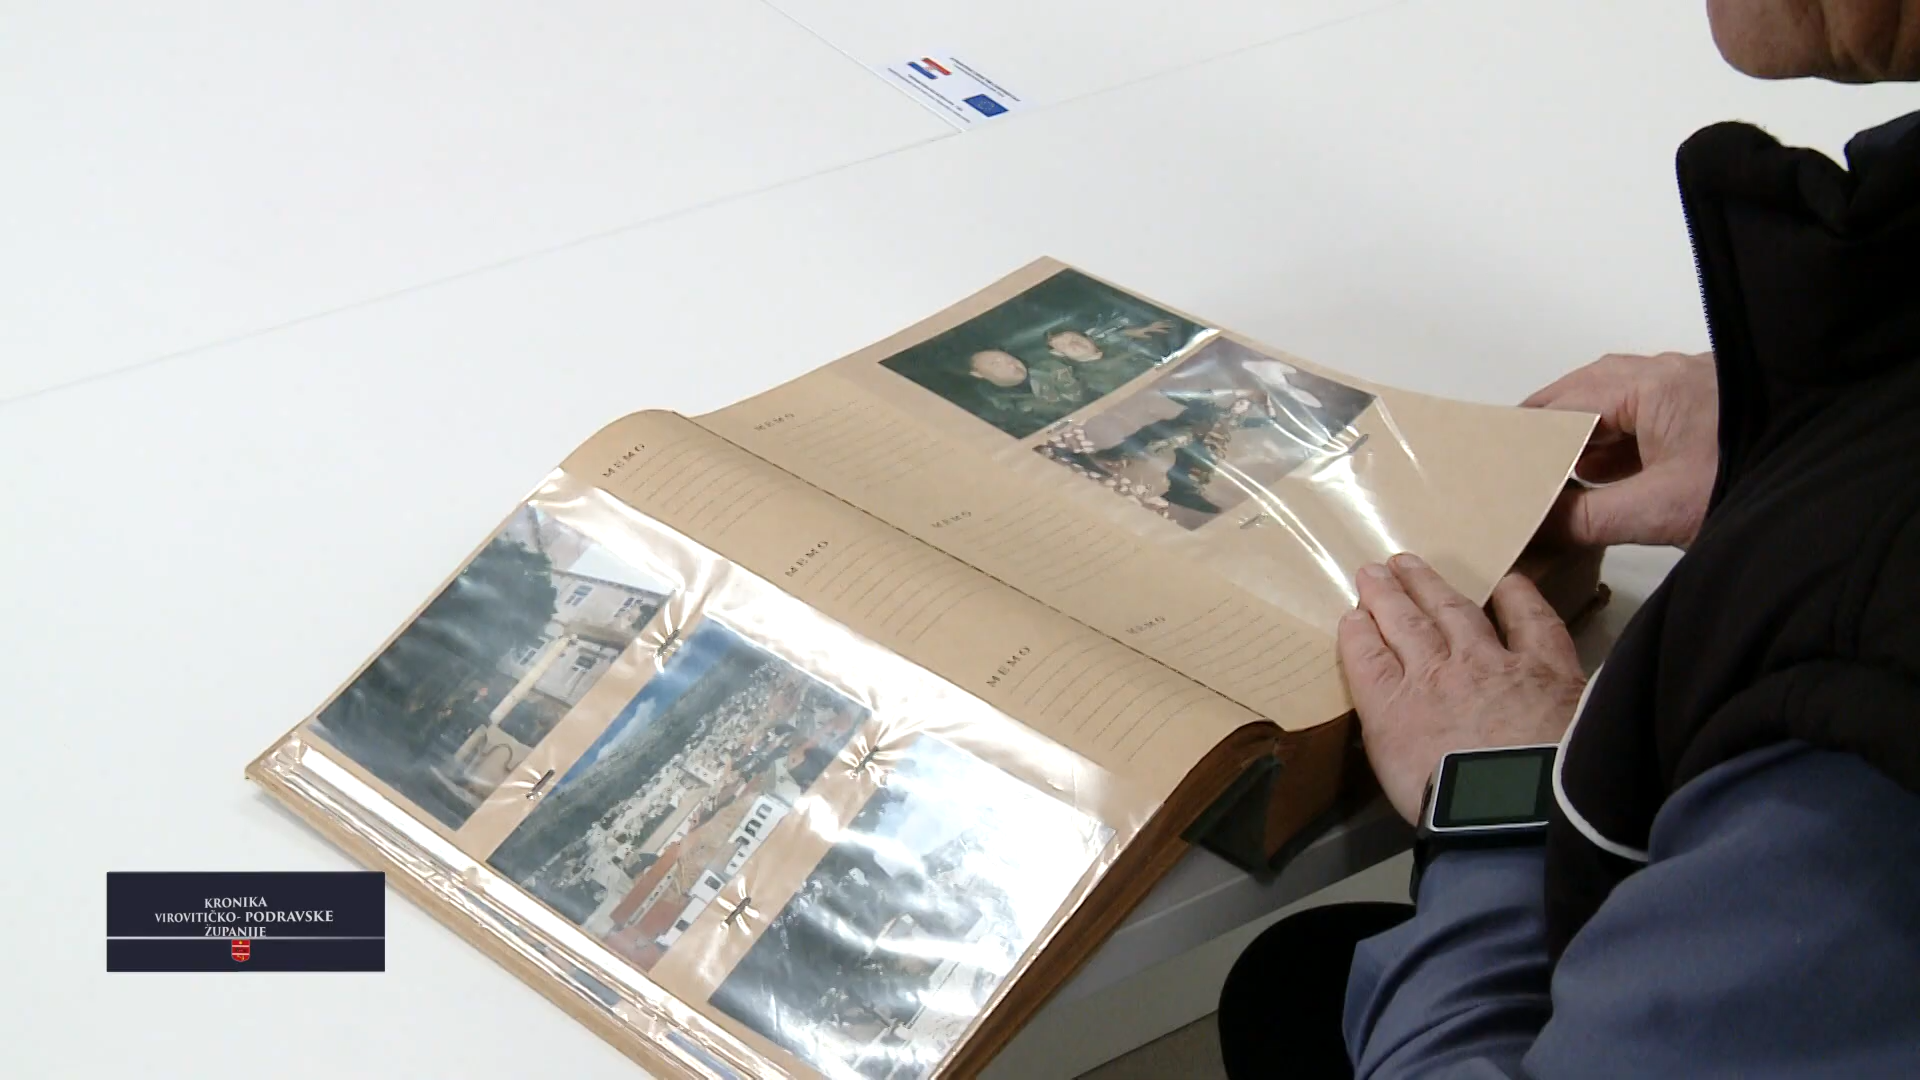 MEMO
MEMO
MEMO
MEMO
MEMO
MEMO
KRONIKA
VIROVITIČKO- PODRAVSKE
ŽUPANIJE